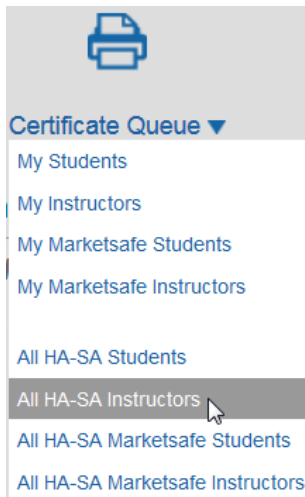 Certificate Queue ▼
My Students
My Instructors
My Marketsafe Students
My Marketsafe Instructors
All HA-SA Students
All HA-SA Instructors
All HA-SA Marketsafe Students
All HA-SA Marketsafe Instructors